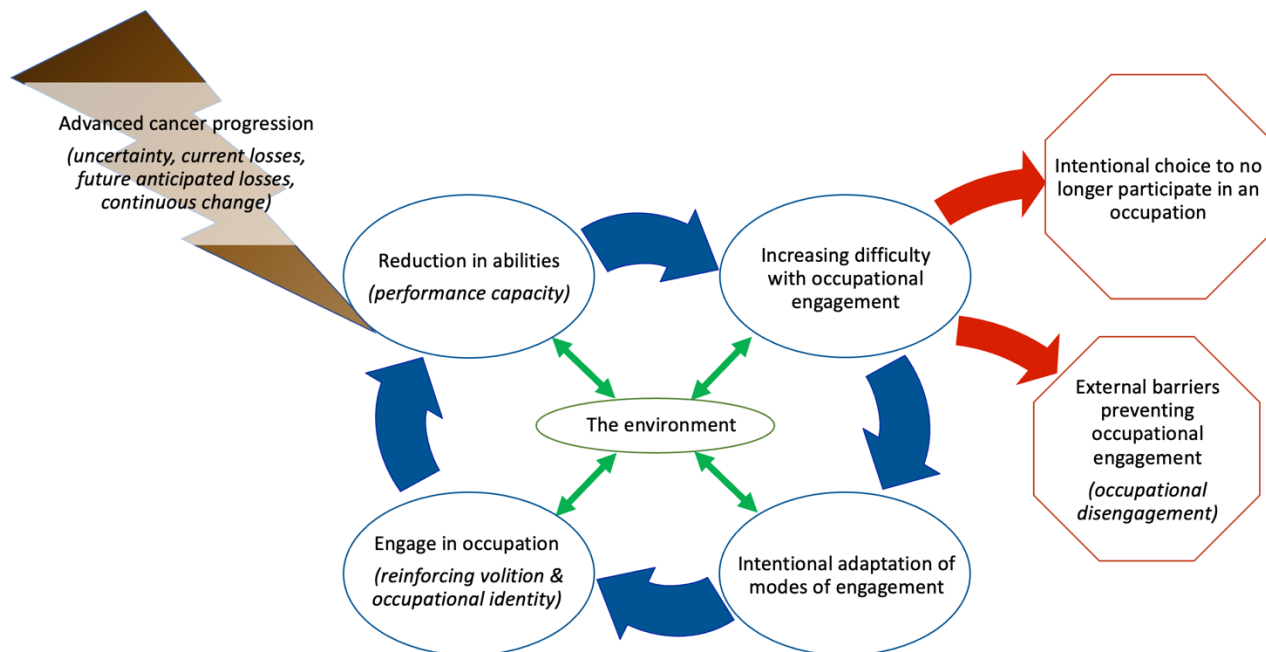 Advanced cancer progression
(uncertainty, current losses,
future anticipated losses,
continuous change)
Reduction in abilities
(performance capacity)
Increasing difficulty
with occupational
engagement
Intentional choice to no
longer participate in an
occupation
External barriers
preventing
occupational
engagement
(occupational
disengagement)
The environment
Engage in occupation
(reinforcing volition &
occupational identity)
Intentional adaptation of
modes of engagement